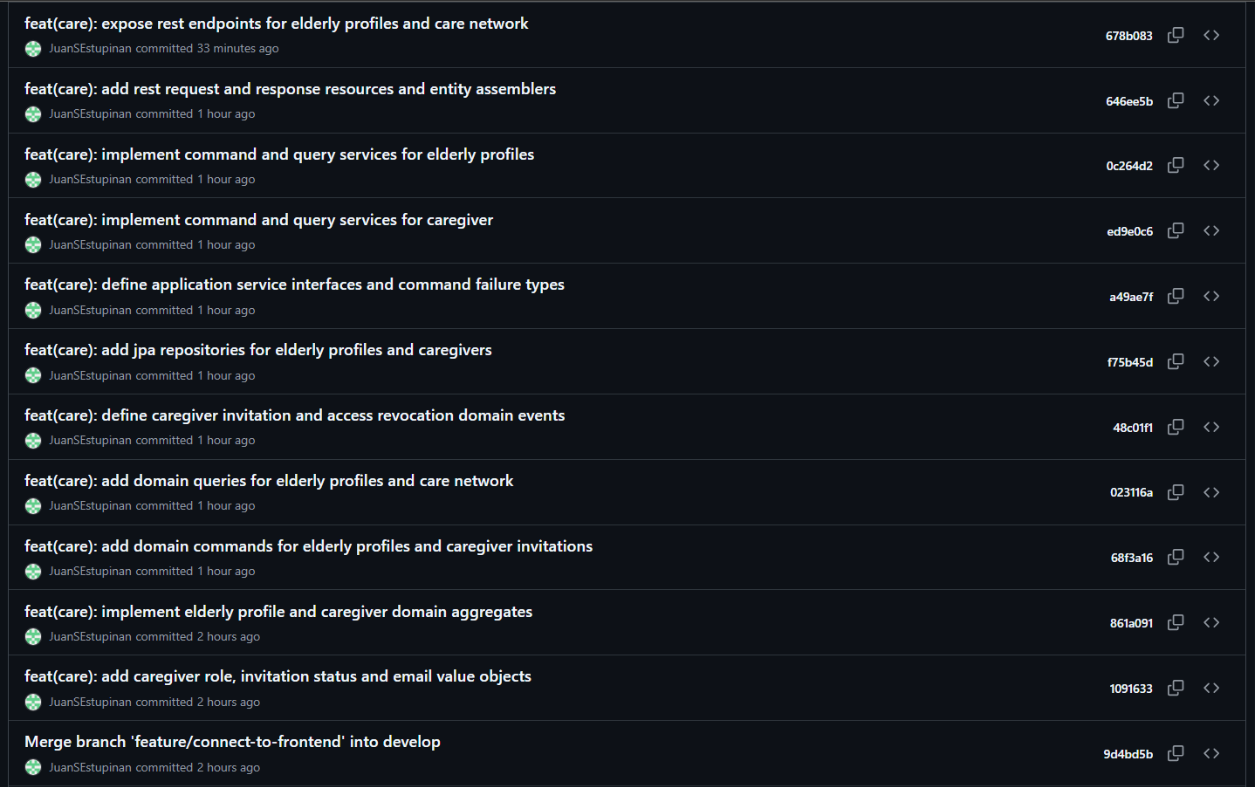 feat(care): expose rest endpoints for elderly profiles and care network
678b083
JuanSEstupinan committed 33 minutes ago
feat(care): add rest request and response resources and entity assemblers
646ee5b
JuanSEstupinan committed 1 hour ago
feat(care): implement command and query services for elderly profiles
0c264d2
JuanSEstupinan committed 1 hour ago
feat(care): implement command and query services for caregiver
ed9e0c6
JuanSEstupinan committed 1 hour ago
feat(care): define application service interfaces and command failure types
a49ae7f
JuanSEstupinan committed 1 hour ago
feat(care): add jpa repositories for elderly profiles and caregivers
f75b45d
JuanSEstupinan committed 1 hour ago
feat(care): define caregiver invitation and access revocation domain events
48c01f1
JuanSEstupinan committed 1 hour ago
feat(care): add domain queries for elderly profiles and care network
023116a
JuanSEstupinan committed 1 hour ago
feat(care): add domain commands for elderly profiles and caregiver invitations
68f3a16
JuanSEstupinan committed 1 hour ago
feat(care): implement elderly profile and caregiver domain aggregates
861a091
JuanSEstupinan committed 2 hours ago
feat(care): add caregiver role, invitation status and email value objects
1091633
JuanSEstupinan committed 2 hours ago
Merge branch 'feature/connect-to-frontend' into develop
9d4bd5b
JuanSEstupinan committed 2 hours ago